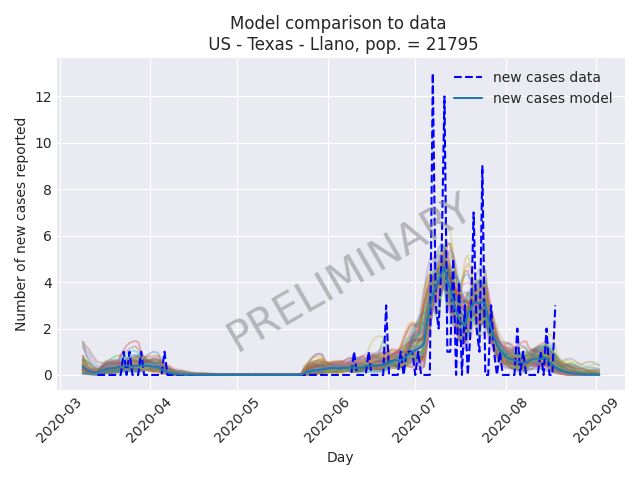 Model comparison to data
US - Texas - Llano, pop. = 21795
new cases data
new cases model
Number of new cases reported
12
10
8
6
4
2
0
PRELIMINARY
2020-03
2020-04
2020-05
2020-06
2020-07
2020-08
2020-09
Day